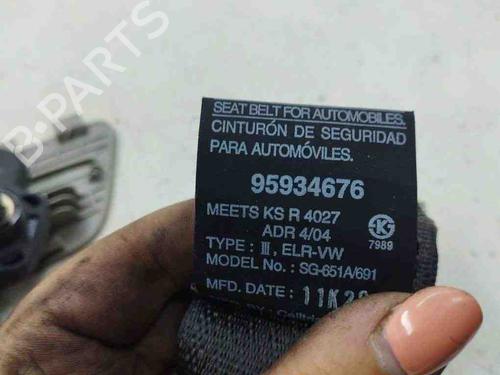 B-PARTS
SEAT BELT FOR AUTOMOBILES.
CINTURÓN DE SEGURIDAD
PARA AUTOMÓVILES.
95934676
MEETS KS R 4027
ADR 4/04
7989
TYPE : Ⅲ, ELR-VW
MODEL No. : SG-651A/691
MFD. DATE :